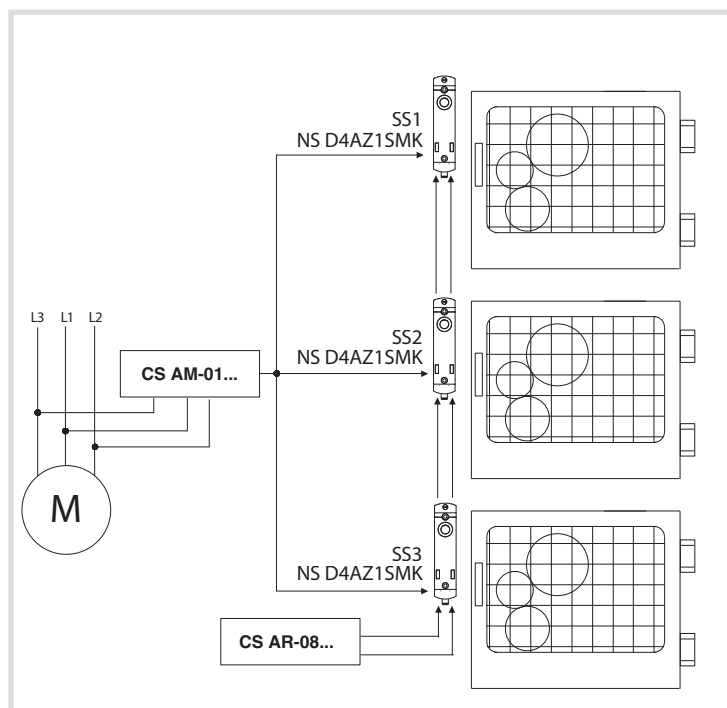 SS1
NS D4AZ1SMK
L3 L1 L2
SS2
NS D4AZ1SMK
CS AM-01...
M
SS3
NS D4AZ1SMK
CS AR-08...